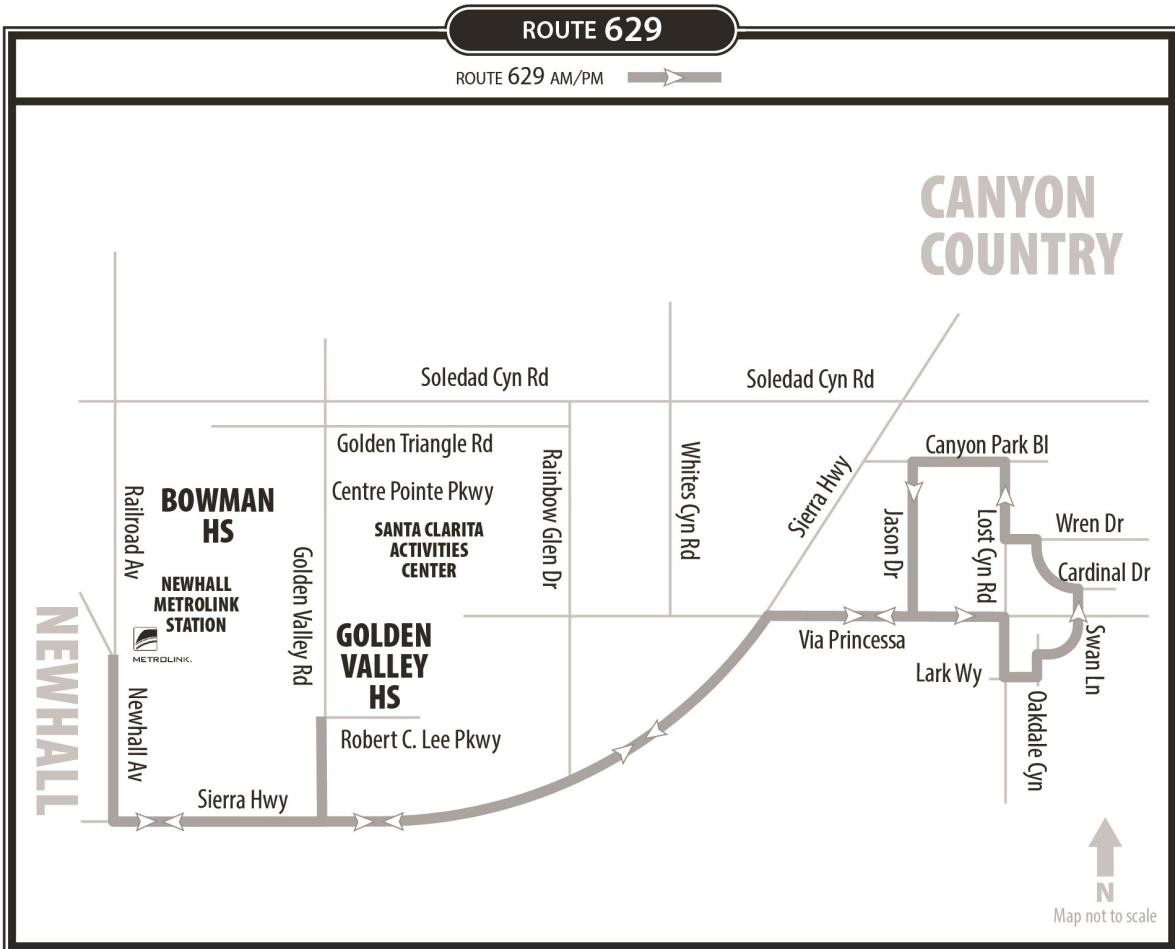 ROUTE 629
ROUTE 629 AM/PM
CANYON
COUNTRY
Soledad Cyn Rd
Soledad Cyn Rd
Golden Triangle Rd
Canyon Park Bl
Centre Pointe Pkwy
Railroad Av
BOWMAN
HS
SANTA CLARITA
ACTIVITIES
CENTER
Rainbow Glen Dr
Whites Cyn Rd
Sierra Hwy
Jason Dr
Lost Cyn Rd
Wren Dr
Cardinal Dr
NEWHALL
METROLINK
STATION
METROLINK.
Golden Valley Rd
GOLDEN
VALLEY
HS
Via Princessa
Lark Wy
Swan Ln
Oakdale Cyn
NEWHALL
Newhall Av
Robert C. Lee Pkwy
Sierra Hwy
N
Map not to scale